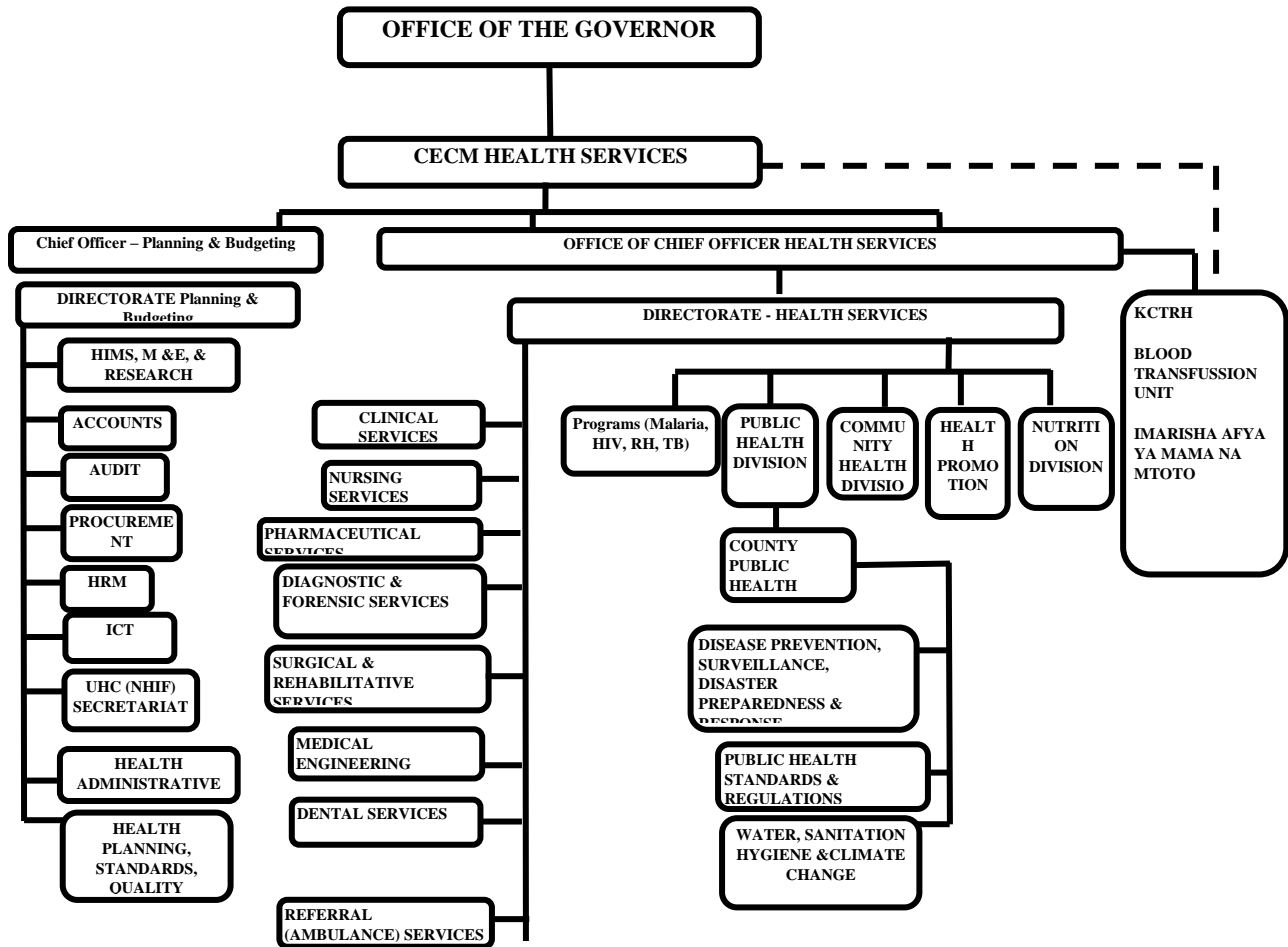 OFFICE OF THE GOVERNOR
CECM HEALTH SERVICES
Chief Officer – Planning & Budgeting
OFFICE OF CHIEF OFFICER HEALTH SERVICES
DIRECTORATE Planning &
Budgeting
HIMS, M &E, &
RESEARCH
ACCOUNTS
AUDIT
PROCUREME
NT
HRM
ICT
UHC (NHIF)
SECRETARIAT
HEALTH
ADMINISTRATIVE
HEALTH
PLANNING,
STANDARDS,
QUALITY
DIRECTORATE - HEALTH SERVICES
CLINICAL
SERVICES
NURSING
SERVICES
PHARMACEUTICAL
SERVICES
DIAGNOSTIC &
FORENSIC SERVICES
SURGICAL &
REHABILITATIVE
SERVICES
MEDICAL
ENGINEERING
DENTAL SERVICES
REFERRAL
(AMBULANCE) SERVICES
Programs (Malaria,
HIV, RH, TB)
PUBLIC
HEALTH
DIVISION
COMMU
NITY
HEALTH
DIVISIO
HEALT
H
PROMO
TION
NUTRITI
ON
DIVISION
COUNTY
PUBLIC
HEALTH
DISEASE PREVENTION,
SURVEILLANCE,
DISASTER
PREPAREDNESS &
RESPONSE
PUBLIC HEALTH
STANDARDS &
REGULATIONS
WATER, SANITATION
HYGIENE &CLIMATE
CHANGE
KCTRH
BLOOD
TRANSFUSSION
UNIT
IMARISHA AFYA
YA MAMA NA
MTOTO